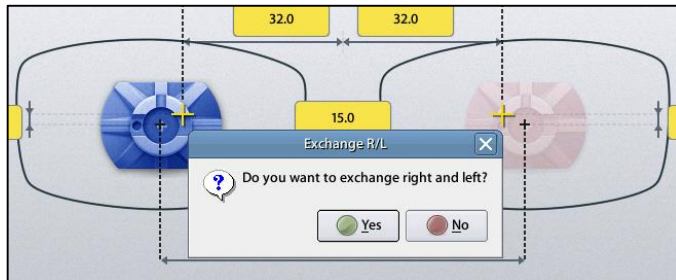 32.0 32.0
15.0
Exchange R/L
Do you want to exchange right and left?
Yes No